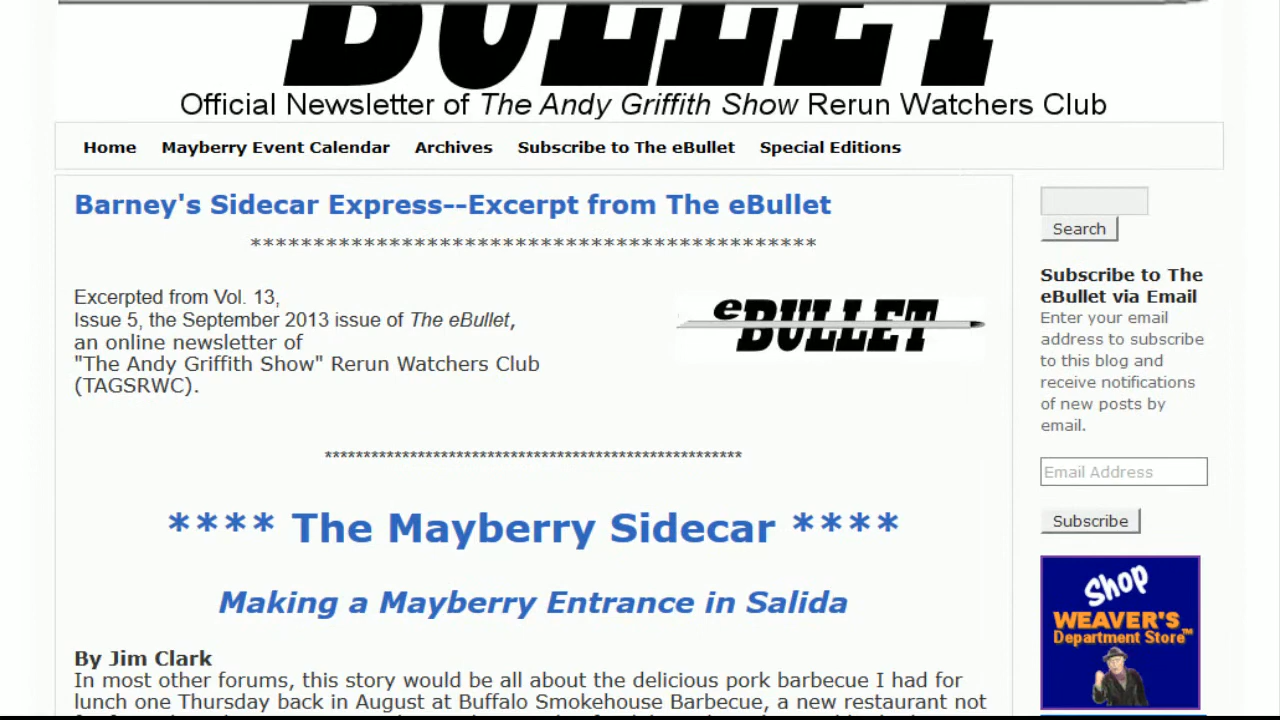 BULLET
Official Newsletter of The Andy Griffith Show Rerun Watchers Club
Home Mayberry Event Calendar Archives Subscribe to The eBullet Special Editions
Barney's Sidecar Express--Excerpt from The eBullet
*********************************************
Excerpted from Vol. 13,
Issue 5, the September 2013 issue of The eBullet,
an online newsletter of
"The Andy Griffith Show" Rerun Watchers Club
(TAGSRWC).
eBULLET
******************************************************
**** The Mayberry Sidecar ****
Making a Mayberry Entrance in Salida
By Jim Clark
In most other forums, this story would be all about the delicious pork barbecue I had for
lunch one Thursday back in August at Buffalo Smokehouse Barbecue, a new restaurant not
Search
Subscribe to The
eBullet via Email
Enter your email
address to subscribe
to this blog and
receive notifications
of new posts by
email.
Email Address
Subscribe
Shop
WEAVER'S
Department Store™